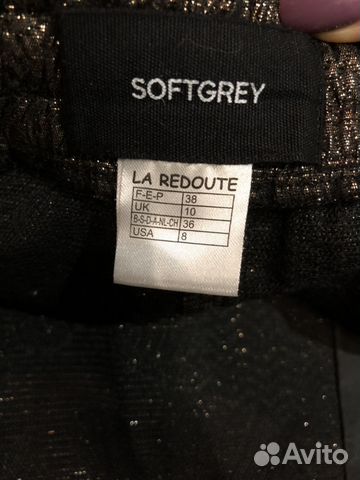 SOFTGREY
LA REDOUTE
F-E-P 38
UK 10
B-S-D-A-NL-CH 36
USA 8
Avito